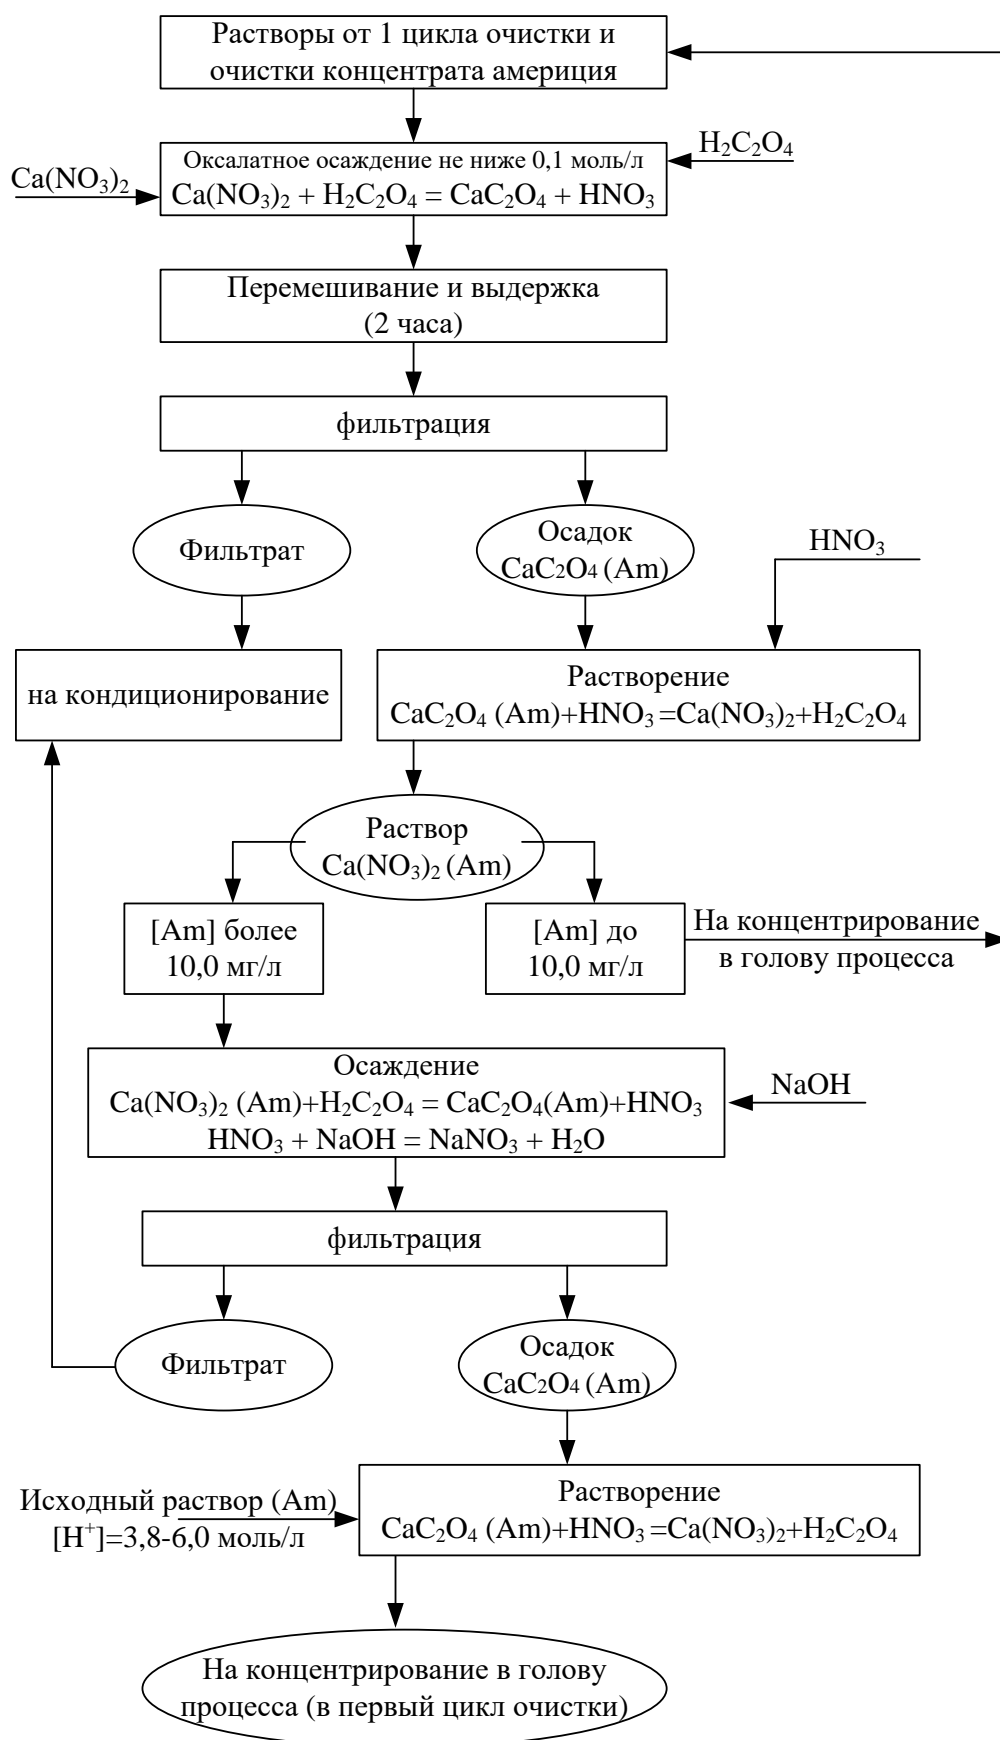 Растворы от 1 цикла очистки и
очистки концентрата америция
H₂C₂O₄
Ca(NO₃)₂
Оксалатное осаждение не ниже 0,1 моль/л
Ca(NO₃)₂ + H₂C₂O₄ = CaC₂O₄ + HNO₃
Перемешивание и выдержка
(2 часа)
фильтрация
Фильтрат
Осадок
CaC₂O₄ (Am)
HNO₃
на кондиционирование
Растворение
CaC₂O₄ (Am)+HNO₃ =Ca(NO₃)₂+H₂C₂O₄
Раствор
Ca(NO₃)₂ (Am)
[Am] более
10,0 мг/л
[Am] до
10,0 мг/л
На концентрирование
в голову процесса
Осаждение
Ca(NO₃)₂ (Am)+H₂C₂O₄ = CaC₂O₄(Am)+HNO₃
HNO₃ + NaOH = NaNO₃ + H₂O
NaOH
фильтрация
Фильтрат
Осадок
CaC₂O₄ (Am)
Исходный раствор (Am)
[H⁺]=3,8-6,0 моль/л
Растворение
CaC₂O₄ (Am)+HNO₃ =Ca(NO₃)₂+H₂C₂O₄
На концентрирование в голову
процесса (в первый цикл очистки)